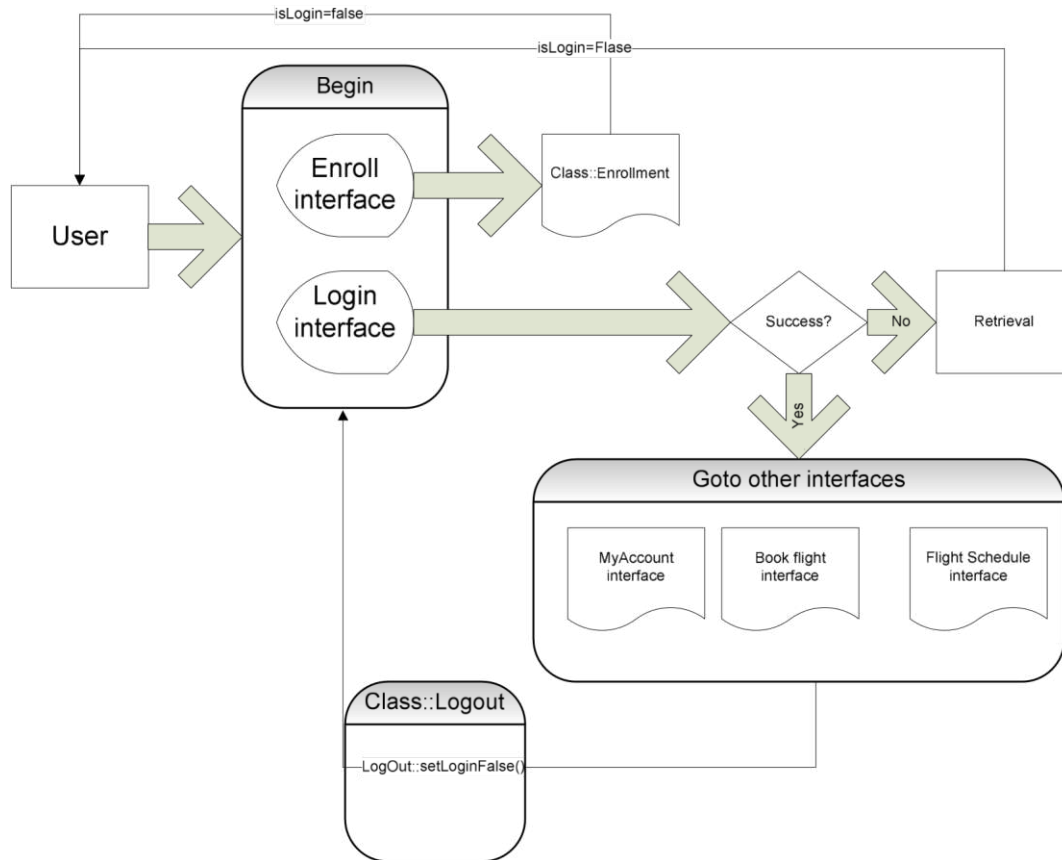 isLogin=false
isLogin=Flase
Begin
Enroll
interface
Class::Enrollment
User
Login
interface
Success?
No
Retrieval
Yes
Goto other interfaces
MyAccount
interface
Book flight
interface
Flight Schedule
interface
Class::Logout
LogOut::setLoginFalse()